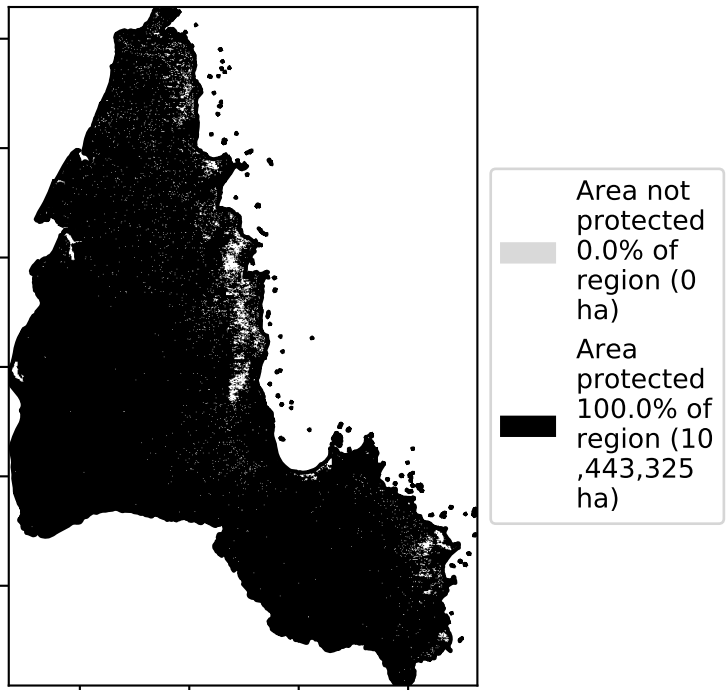 Area not
protected
0.0% of
region (0
ha)
Area
protected
100.0% of
region (10
,443,325
ha)